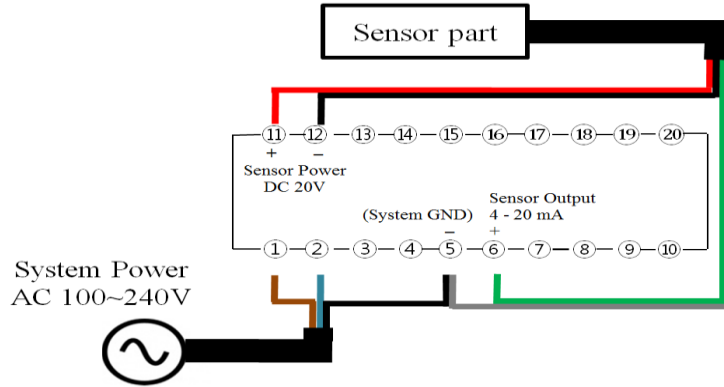 Sensor part
11 12 13 14 15 16 17 18 19 20
+ −
Sensor Power
DC 20V
Sensor Output
(System GND) 4 - 20 mA
− +
1 2 3 4 5 6 7 8 9 10
System Power
AC 100~240V